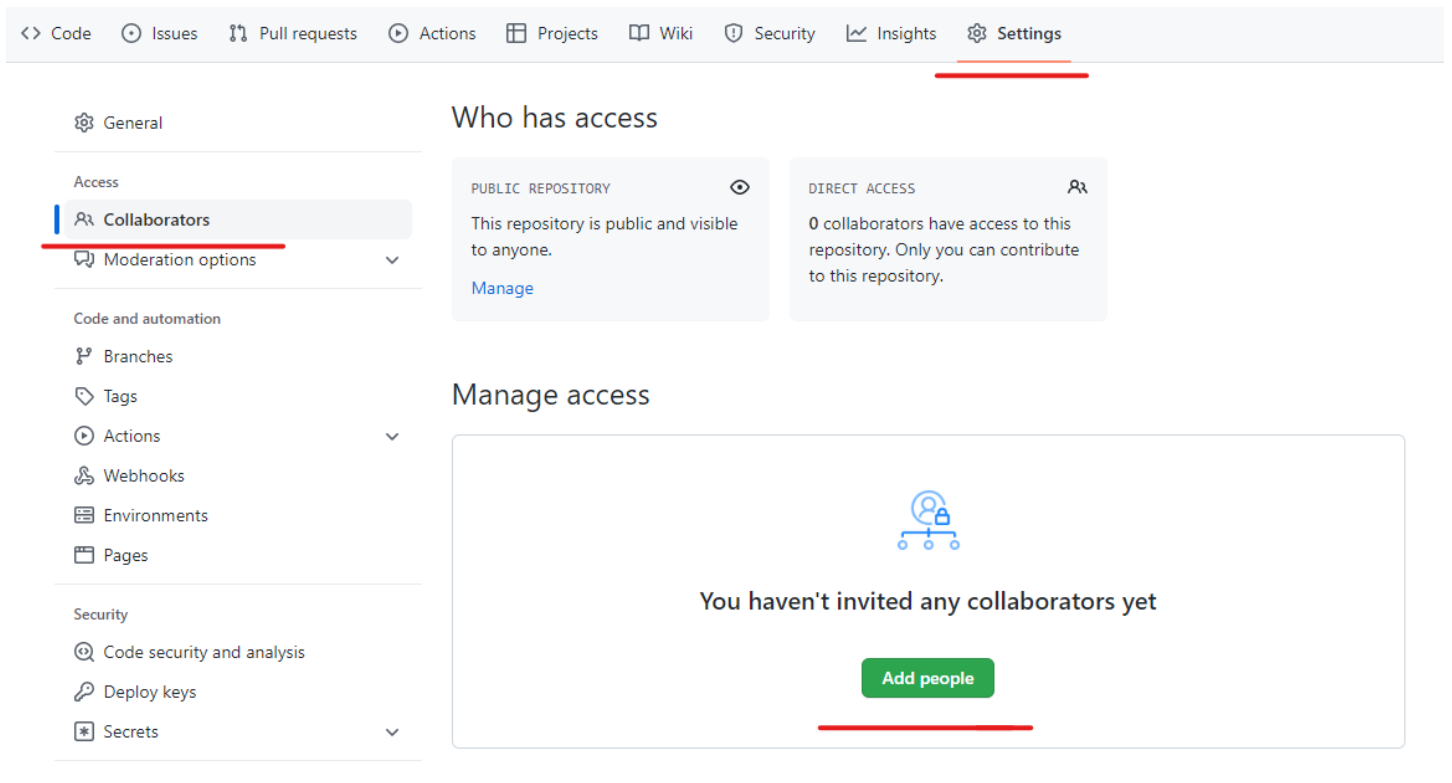 Code Issues Pull requests Actions Projects Wiki Security Insights Settings
General
Access
Collaborators
Moderation options
Code and automation
Branches
Tags
Actions
Webhooks
Environments
Pages
Security
Code security and analysis
Deploy keys
Secrets
Who has access
PUBLIC REPOSITORY
This repository is public and visible
to anyone.
Manage
DIRECT ACCESS
0 collaborators have access to this
repository. Only you can contribute
to this repository.
Manage access
You haven't invited any collaborators yet
Add people